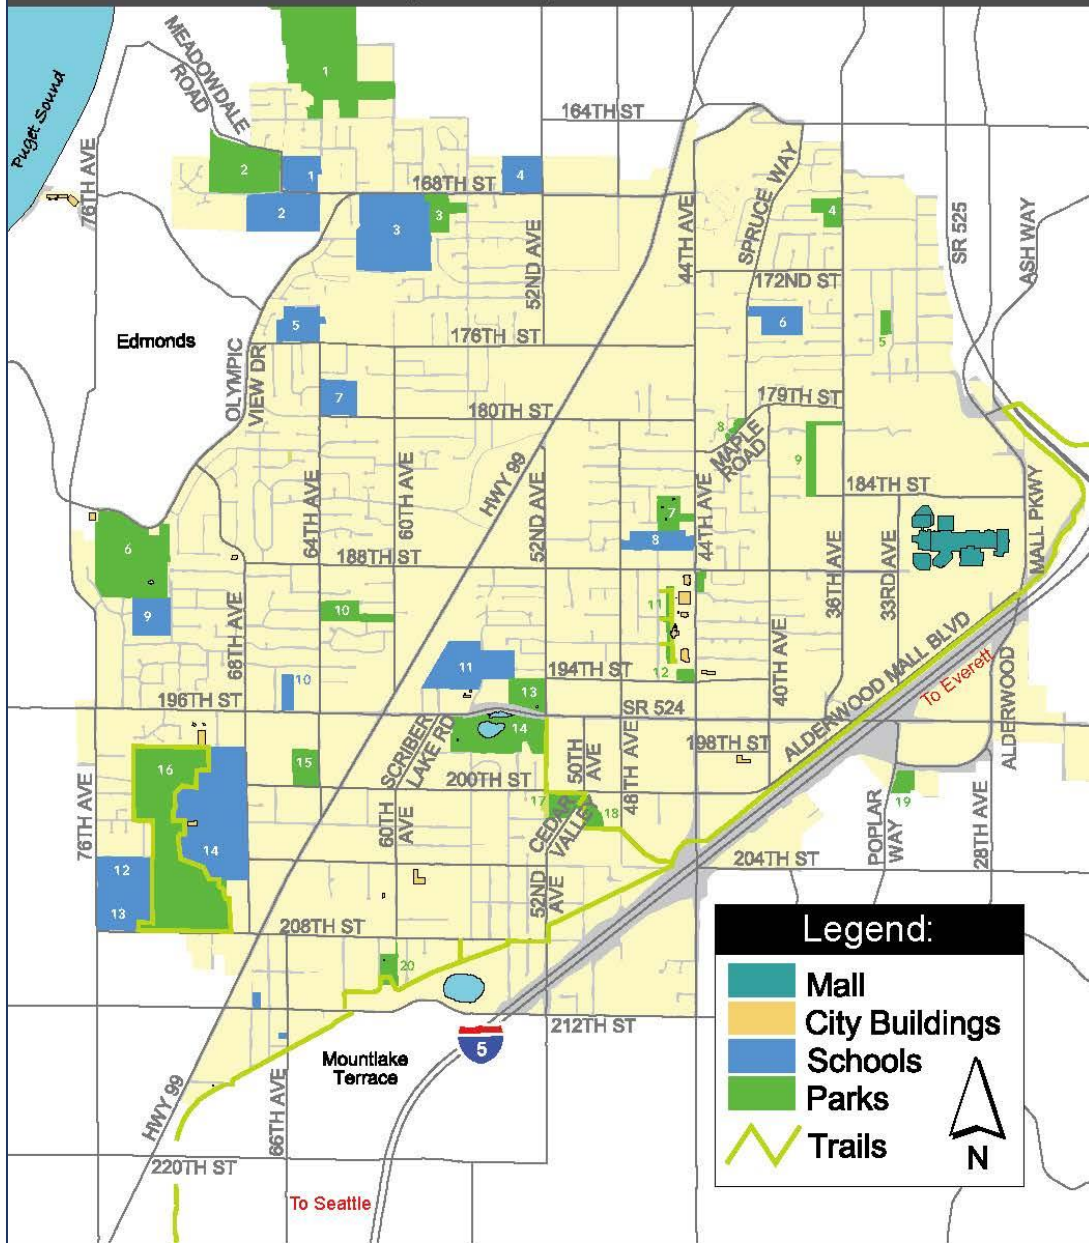 1
MEADOWDALE
ROAD
Puget Sound
76TH AVE
164TH ST
2
1
4
168TH ST
2
3
3
4
SPRUCE WAY
44TH AVE
52ND AVE
SR 525
ASH WAY
172ND ST
5
176TH ST
6
5
Edmonds
OLYMPIC
VIEW DR
7
179TH ST
180TH ST
8
MAPLE
ROAD
9
HWY 99
184TH ST
64TH AVE
60TH AVE
52ND AVE
7
8
44TH AVE
MALL PKWY
6
188TH ST
36TH AVE
33RD AVE
9
68TH AVE
10
11
12
40TH AVE
11
194TH ST
10
13
196TH ST
SR 524
ALDERWOOD MALL BLVD
To Everett
ALDERWOOD
SCRIBER
LAKE RD
14
50TH
AVE
48TH AVE
198TH ST
16
15
200TH ST
76TH AVE
60TH
AVE
17
CEDAR
VALLEY
18
19
POPLAR
WAY
28TH AVE
14
12
13
204TH ST
52ND
AVE
208TH ST
20
212TH ST
5
Mountlake
Terrace
HWY 99
66TH AVE
220TH ST
To Seattle
Legend:
Mall
City Buildings
Schools
Parks
Trails
N